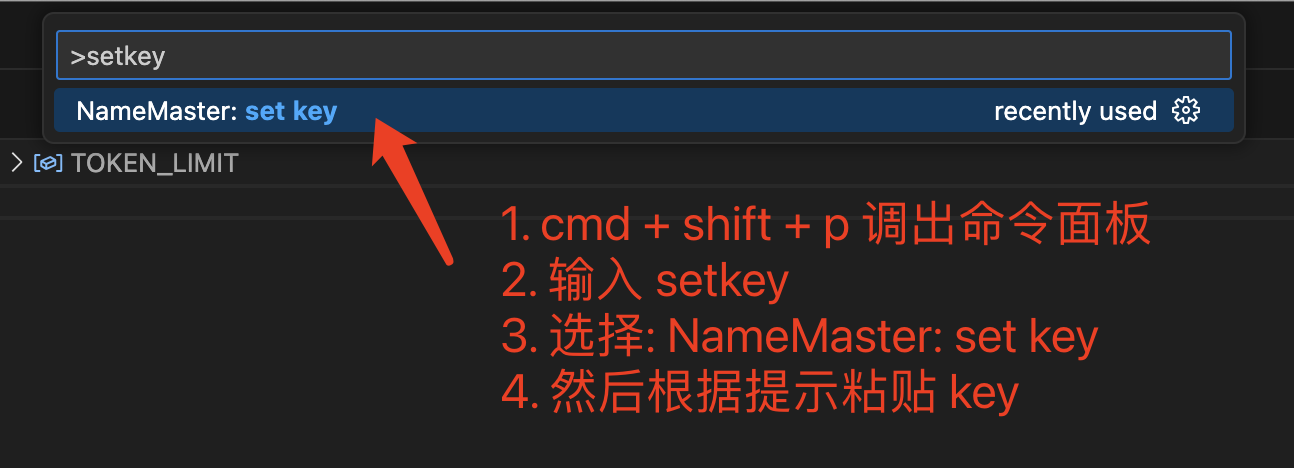 >setkey
NameMaster: set key recently used
TOKEN_LIMIT
1. cmd + shift + p 调出命令面板
2. 输入 setkey
3. 选择: NameMaster: set key
4. 然后根据提示粘贴 key